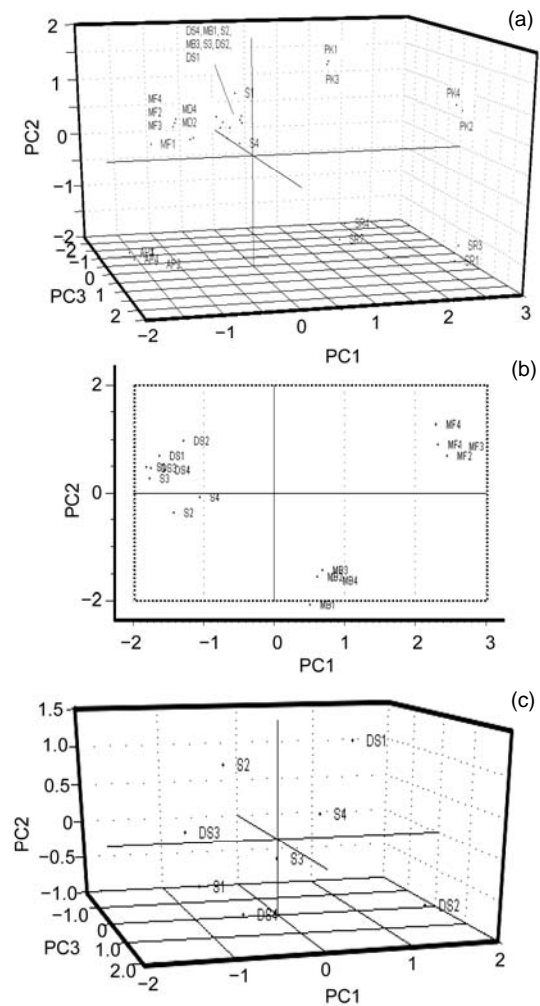 (a)
2
1
0
−1
−2
PC2
DS4, MB1, S2,
MB3, S3, DS2,
DS1
S1
S4
PK1
PK3
PK4
PK2
MF4
MF2
MF3
MF1
MD4
MD2
SR4
SR2
SR3
SR1
AP3
−2
−1
0
1
2
PC3
−2
−1
0
1
2
3
PC1
(b)
2
0
−2
PC2
DS2
DS1
DS3
DS4
S3
S4
S2
MF4
MF4
MF3
MF2
MB3
MB4
MB1
−2
−1
0
1
2
3
PC1
(c)
1.5
1.0
0.5
0
−0.5
−1.0
PC2
DS1
S2
S4
DS3
S3
S1
DS4
DS2
−1.0
0
1.0
2.0
PC3
−2
−1
0
1
2
PC1